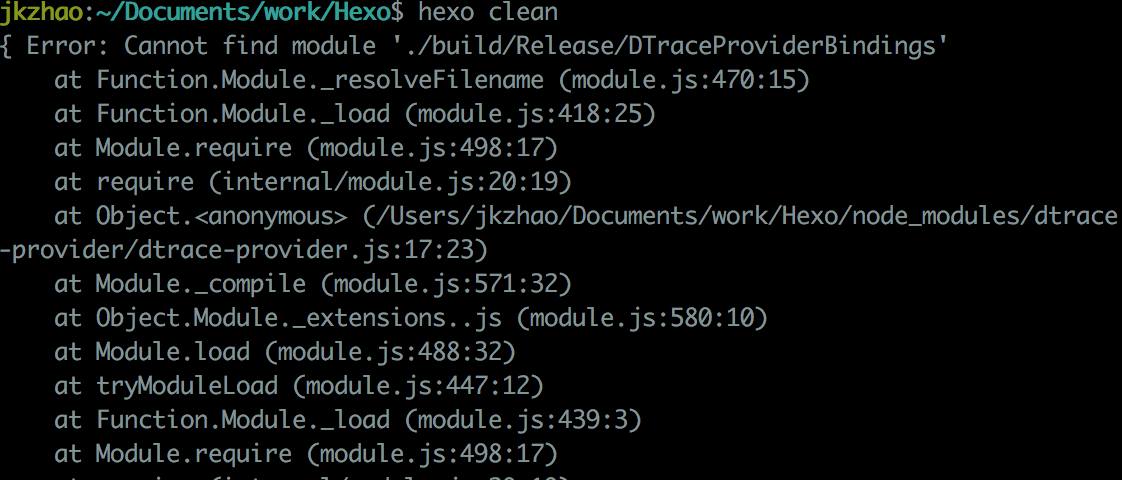 jkzhao:~/Documents/work/Hexo$ hexo clean
{ Error: Cannot find module './build/Release/DTraceProviderBindings'
    at Function.Module._resolveFilename (module.js:470:15)
    at Function.Module._load (module.js:418:25)
    at Module.require (module.js:498:17)
    at require (internal/module.js:20:19)
    at Object.<anonymous> (/Users/jkzhao/Documents/work/Hexo/node_modules/dtrace
-provider/dtrace-provider.js:17:23)
    at Module._compile (module.js:571:32)
    at Object.Module._extensions..js (module.js:580:10)
    at Module.load (module.js:488:32)
    at tryModuleLoad (module.js:447:12)
    at Function.Module._load (module.js:439:3)
    at Module.require (module.js:498:17)